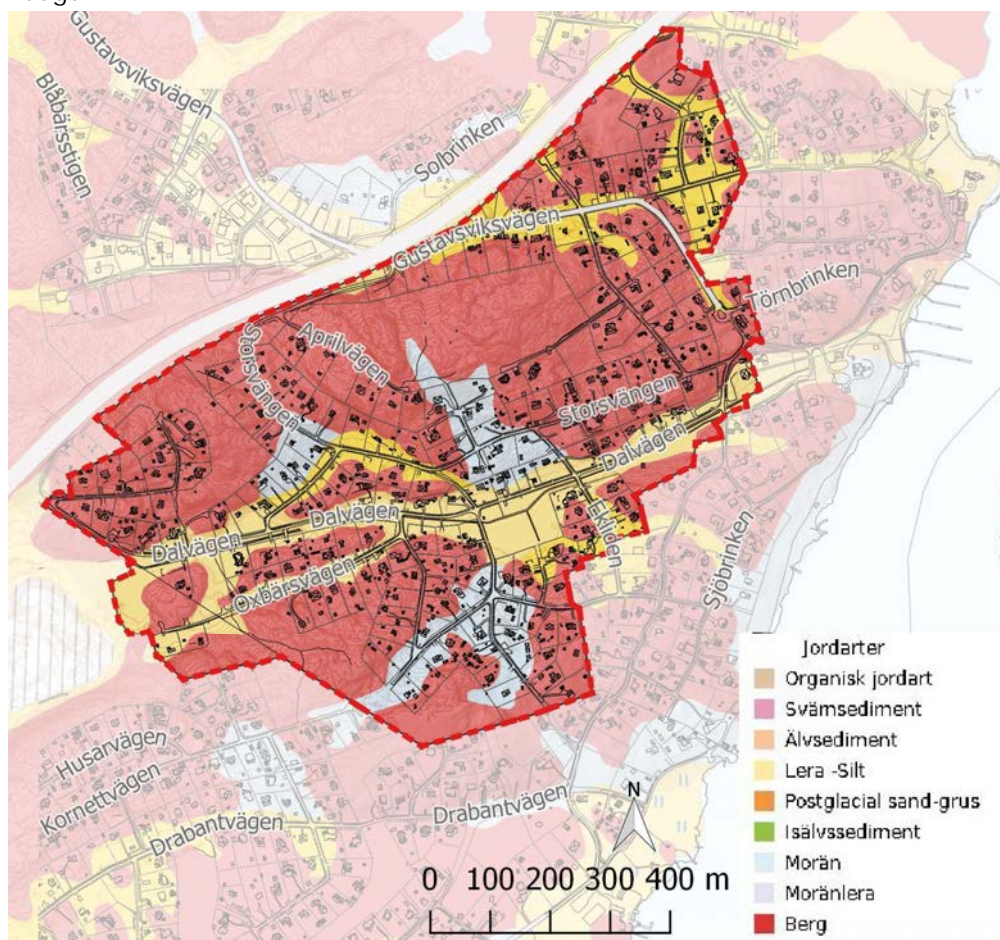 Gustavsviksvägen
Blåbärsstigen
Solbrinken
Gustavsviksvägen
Törnbrinken
Aprilvägen
Storsvängen
Storsvängen
Dalvägen
Dalvägen
Dalvägen
Ekliden
Oxbärsvägen
Sjöbrinken
Husarvägen
Kornettvägen
Drabantvägen
Drabantvägen
N
0 100 200 300 400 m
Jordarter
Organisk jordart
Svämsediment
Älvsediment
Lera -Silt
Postglacial sand-grus
Isälvssediment
Morän
Moränlera
Berg